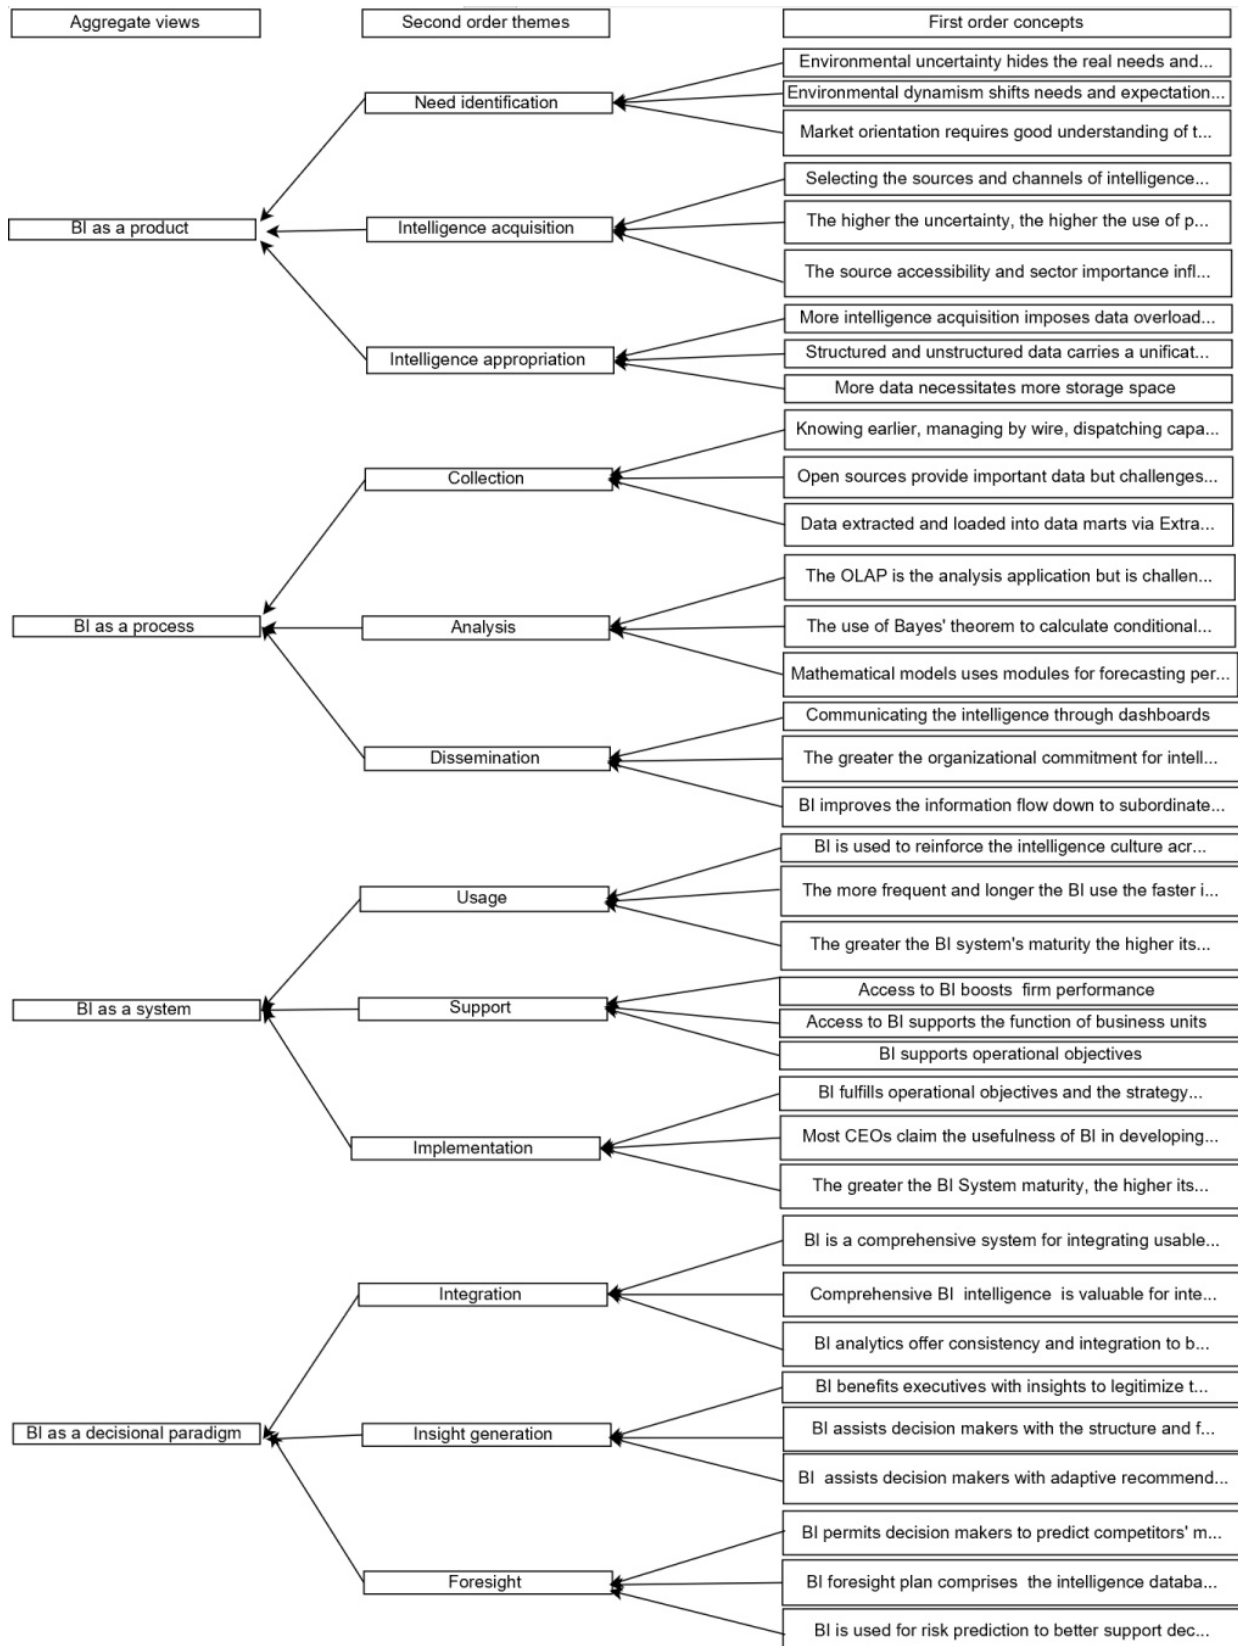 Aggregate views
Second order themes
First order concepts
Environmental uncertainty hides the real needs and...
Need identification
Environmental dynamism shifts needs and expectation...
Market orientation requires good understanding of t...
Selecting the sources and channels of intelligence...
BI as a product
Intelligence acquisition
The higher the uncertainty, the higher the use of p...
The source accessibility and sector importance infl...
More intelligence acquisition imposes data overload...
Intelligence appropriation
Structured and unstructured data carries a unificat...
More data necessitates more storage space
Knowing earlier, managing by wire, dispatching capa...
Collection
Open sources provide important data but challenges...
Data extracted and loaded into data marts via Extra...
The OLAP is the analysis application but is challen...
BI as a process
Analysis
The use of Bayes' theorem to calculate conditional...
Mathematical models uses modules for forecasting per...
Communicating the intelligence through dashboards
Dissemination
The greater the organizational commitment for intell...
BI improves the information flow down to subordinate...
BI is used to reinforce the intelligence culture acr...
Usage
The more frequent and longer the BI use the faster i...
The greater the BI system's maturity the higher its...
Access to BI boosts  firm performance
BI as a system
Support
Access to BI supports the function of business units
BI supports operational objectives
BI fulfills operational objectives and the strategy...
Implementation
Most CEOs claim the usefulness of BI in developing...
The greater the BI System maturity, the higher its...
BI is a comprehensive system for integrating usable...
Integration
Comprehensive BI  intelligence  is valuable for inte...
BI analytics offer consistency and integration to b...
BI benefits executives with insights to legitimize t...
BI as a decisional paradigm
Insight generation
BI assists decision makers with the structure and f...
BI  assists decision makers with adaptive recommend...
BI permits decision makers to predict competitors' m...
Foresight
BI foresight plan comprises  the intelligence databa...
BI is used for risk prediction to better support dec...